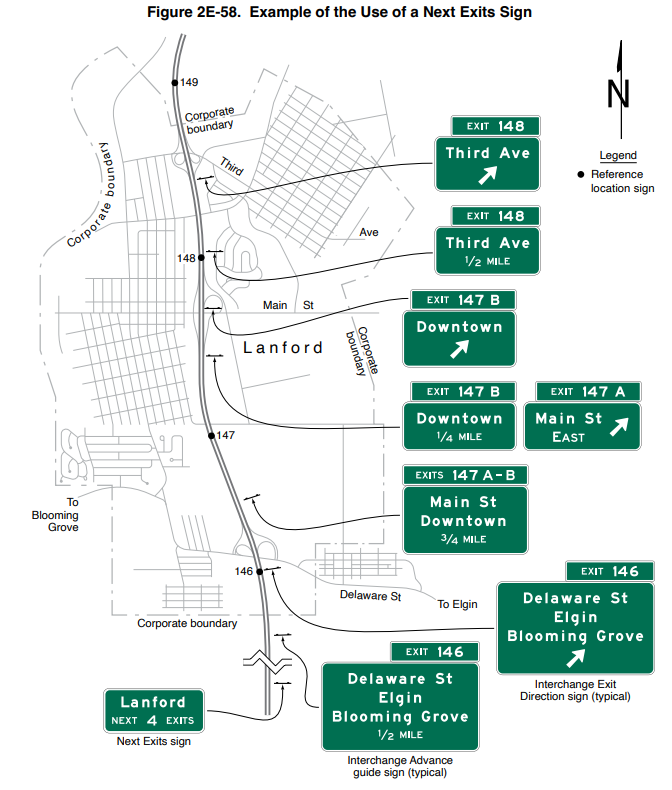 Figure 2E-58. Example of the Use of a Next Exits Sign
149
Corporate
boundary
N
Legend
Reference
location sign
EXIT 148
Third Ave
Corporate boundary
Third
Ave
EXIT 148
Third Ave
1/2 MILE
148
Main St
EXIT 147 B
Downtown
Lanford
Corporate
boundary
EXIT 147 B
Downtown
1/4 MILE
EXIT 147 A
Main St
EAST
147
EXITS 147 A-B
Main St
Downtown
3/4 MILE
To
Blooming
Grove
146
Delaware St
To Elgin
Corporate boundary
EXIT 146
Delaware St
Elgin
Blooming Grove
Interchange Exit
Direction sign (typical)
EXIT 146
Delaware St
Elgin
Blooming Grove
1/2 MILE
Interchange Advance
guide sign (typical)
Lanford
NEXT 4 EXITS
Next Exits sign